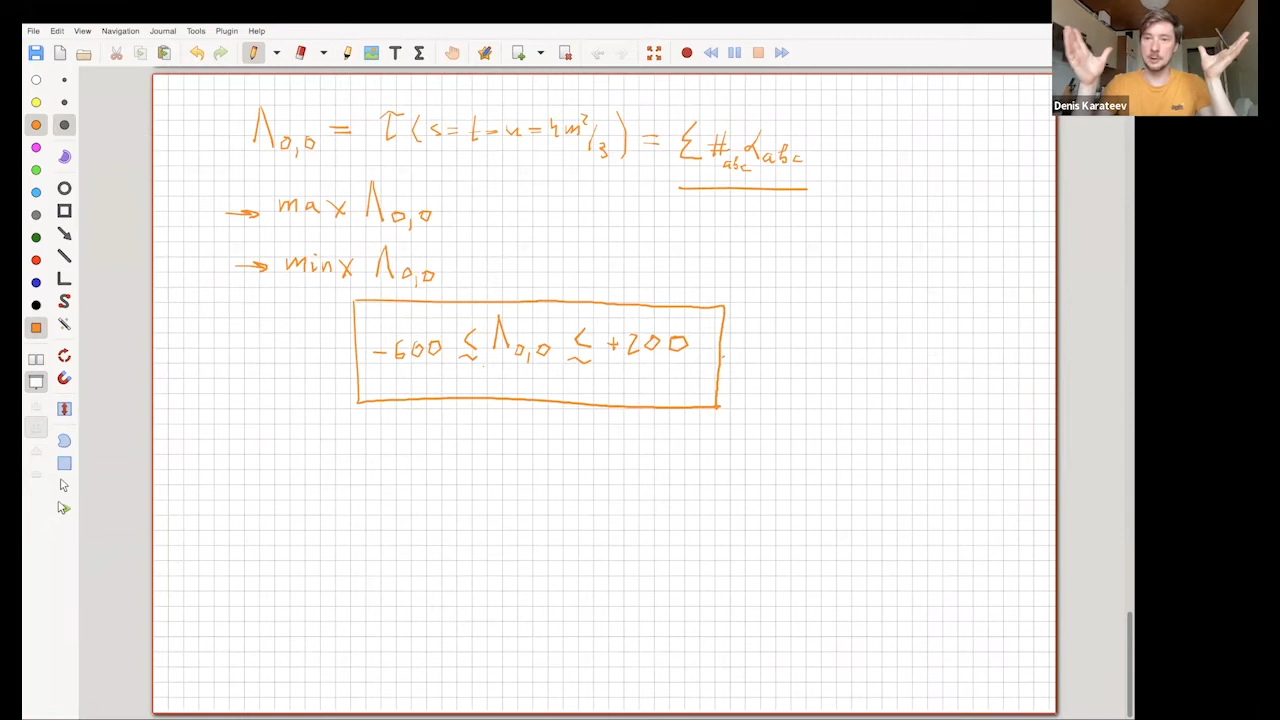 File Edit View Navigation Journal Tools Plugin Help
Denis Karateev
Λ₀,₀ = T(s=t=u=4m²/3) = Σ #abc αabc
→ max Λ₀,₀
→ minx Λ₀,₀
-600 ≲ Λ₀,₀ ≲ +200